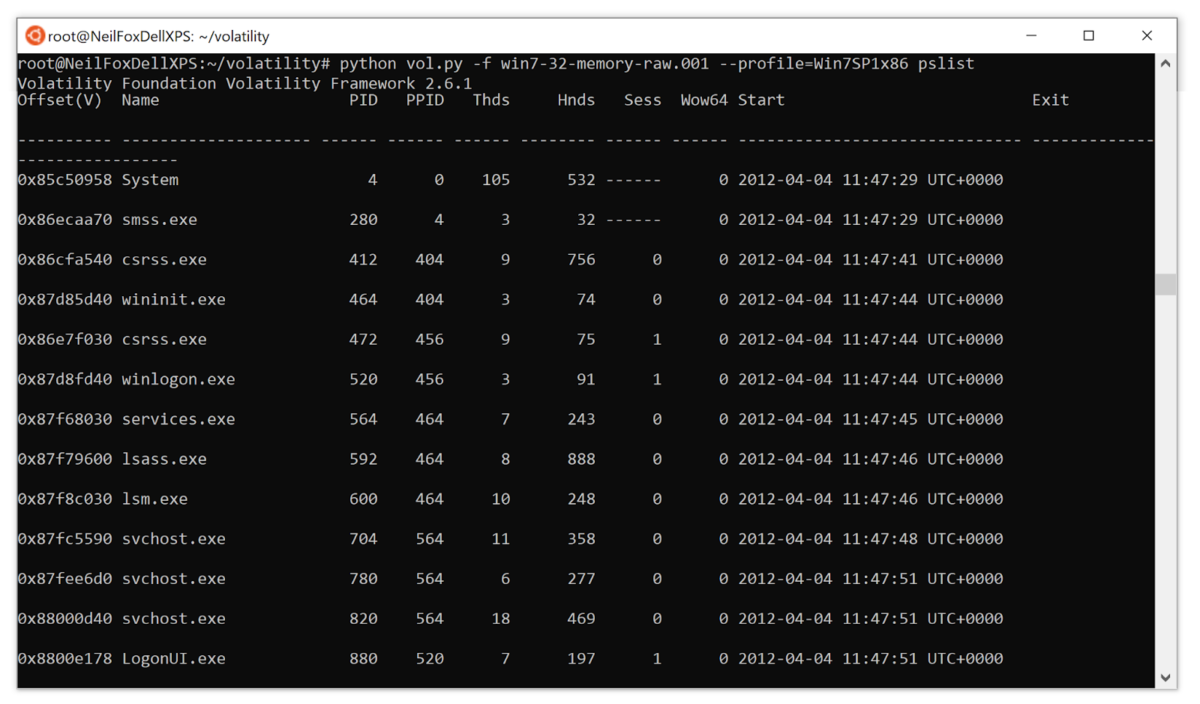 root@NeilFoxDellXPS: ~/volatility
root@NeilFoxDellXPS:~/volatility# python vol.py -f win7-32-memory-raw.001 --profile=Win7SP1x86 pslist
Volatility Foundation Volatility Framework 2.6.1
Offset(V)  Name                    PID   PPID   Thds     Hnds   Sess  Wow64 Start                          Exit
---------- -------------------- ------ ------ ------ -------- ------ ------ ------------------------------ -------------
-----------------
0x85c50958 System                    4      0    105      532 ------      0 2012-04-04 11:47:29 UTC+0000
0x86ecaa70 smss.exe                280      4      3       32 ------      0 2012-04-04 11:47:29 UTC+0000
0x86cfa540 csrss.exe               412    404      9      756      0      0 2012-04-04 11:47:41 UTC+0000
0x87d85d40 wininit.exe             464    404      3       74      0      0 2012-04-04 11:47:44 UTC+0000
0x86e7f030 csrss.exe               472    456      9       75      1      0 2012-04-04 11:47:44 UTC+0000
0x87d8fd40 winlogon.exe            520    456      3       91      1      0 2012-04-04 11:47:44 UTC+0000
0x87f68030 services.exe            564    464      7      243      0      0 2012-04-04 11:47:45 UTC+0000
0x87f79600 lsass.exe               592    464      8      888      0      0 2012-04-04 11:47:46 UTC+0000
0x87f8c030 lsm.exe                 600    464     10      248      0      0 2012-04-04 11:47:46 UTC+0000
0x87fc5590 svchost.exe             704    564     11      358      0      0 2012-04-04 11:47:48 UTC+0000
0x87fee6d0 svchost.exe             780    564      6      277      0      0 2012-04-04 11:47:51 UTC+0000
0x88000d40 svchost.exe             820    564     18      469      0      0 2012-04-04 11:47:51 UTC+0000
0x8800e178 LogonUI.exe             880    520      7      197      1      0 2012-04-04 11:47:51 UTC+0000